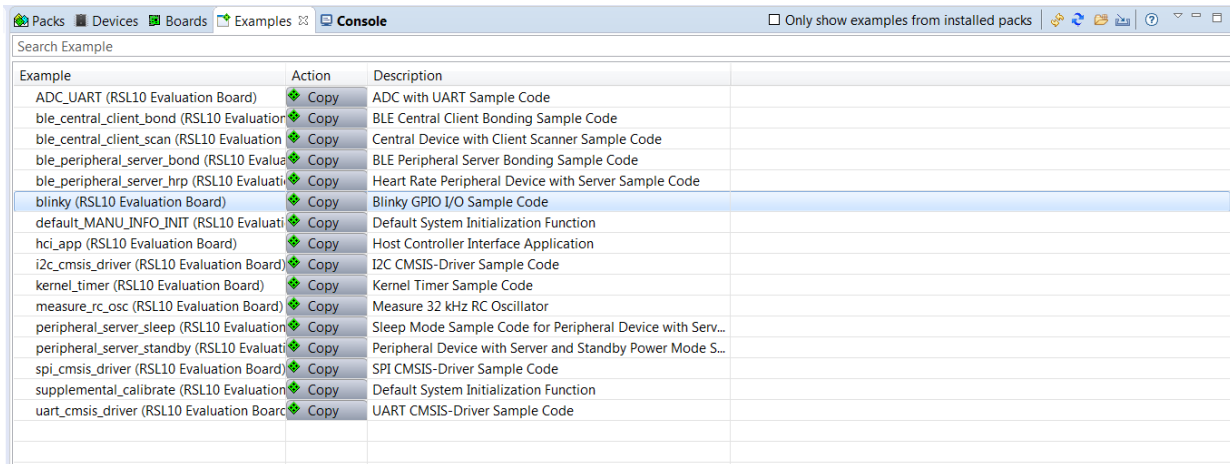 Packs Devices Boards Examples Console Only show examples from installed packs
Search Example
Example Action Description
ADC_UART (RSL10 Evaluation Board) Copy ADC with UART Sample Code
ble_central_client_bond (RSL10 Evaluation Copy BLE Central Client Bonding Sample Code
ble_central_client_scan (RSL10 Evaluation Copy Central Device with Client Scanner Sample Code
ble_peripheral_server_bond (RSL10 Evalua Copy BLE Peripheral Server Bonding Sample Code
ble_peripheral_server_hrp (RSL10 Evaluati Copy Heart Rate Peripheral Device with Server Sample Code
blinky (RSL10 Evaluation Board) Copy Blinky GPIO I/O Sample Code
default_MANU_INFO_INIT (RSL10 Evaluati Copy Default System Initialization Function
hci_app (RSL10 Evaluation Board) Copy Host Controller Interface Application
i2c_cmsis_driver (RSL10 Evaluation Board) Copy I2C CMSIS-Driver Sample Code
kernel_timer (RSL10 Evaluation Board) Copy Kernel Timer Sample Code
measure_rc_osc (RSL10 Evaluation Board) Copy Measure 32 kHz RC Oscillator
peripheral_server_sleep (RSL10 Evaluation Copy Sleep Mode Sample Code for Peripheral Device with Serv...
peripheral_server_standby (RSL10 Evaluati Copy Peripheral Device with Server and Standby Power Mode S...
spi_cmsis_driver (RSL10 Evaluation Board) Copy SPI CMSIS-Driver Sample Code
supplemental_calibrate (RSL10 Evaluation Copy Default System Initialization Function
uart_cmsis_driver (RSL10 Evaluation Board Copy UART CMSIS-Driver Sample Code